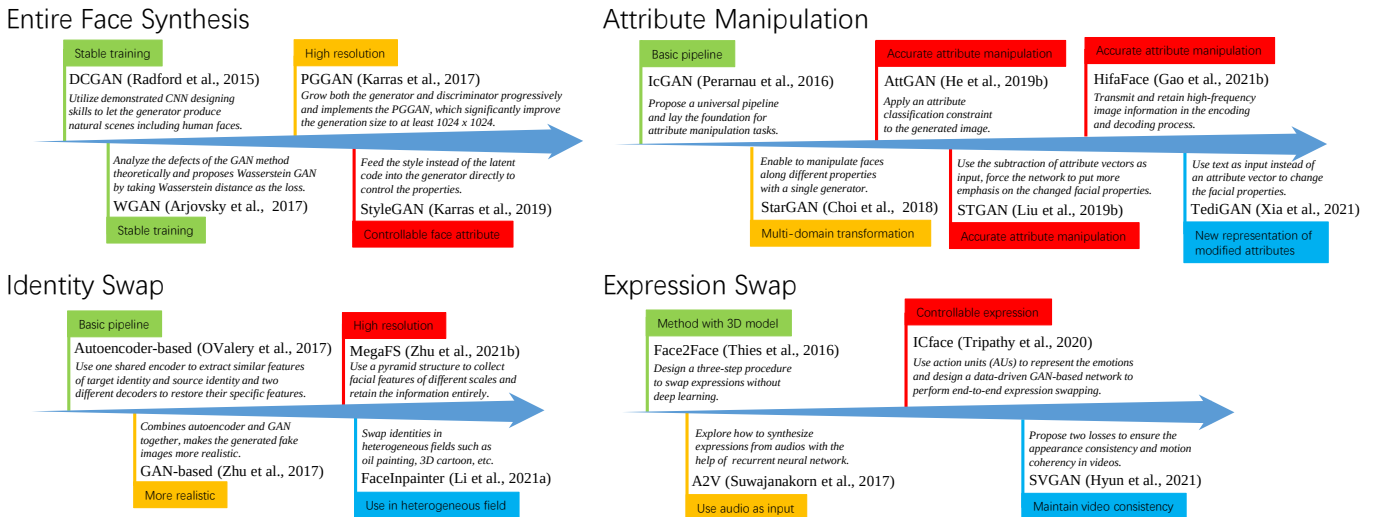 Entire Face Synthesis
Stable training
DCGAN (Radford et al., 2015)
Utilize demonstrated CNN designing
skills to let the generator produce
natural scenes including human faces.
High resolution
PGGAN (Karras et al., 2017)
Grow both the generator and discriminator progressively
and implements the PGGAN, which significantly improve
the generation size to at least 1024 x 1024.
Analyze the defects of the GAN method
theoretically and proposes Wasserstein GAN
by taking Wasserstein distance as the loss.
WGAN (Arjovsky et al., 2017)
Stable training
Feed the style instead of the latent
code into the generator directly to
control the properties.
StyleGAN (Karras et al., 2019)
Controllable face attribute
Attribute Manipulation
Basic pipeline
IcGAN (Perarnau et al., 2016)
Propose a universal pipeline
and lay the foundation for
attribute manipulation tasks.
Accurate attribute manipulation
AttGAN (He et al., 2019b)
Apply an attribute
classification constraint
to the generated image.
Accurate attribute manipulation
HifaFace (Gao et al., 2021b)
Transmit and retain high-frequency
image information in the encoding
and decoding process.
Enable to manipulate faces
along different properties
with a single generator.
StarGAN (Choi et al., 2018)
Multi-domain transformation
Use the subtraction of attribute vectors as
input, force the network to put more
emphasis on the changed facial properties.
STGAN (Liu et al., 2019b)
Accurate attribute manipulation
Use text as input instead of
an attribute vector to change
the facial properties.
TediGAN (Xia et al., 2021)
New representation of
modified attributes
Identity Swap
Basic pipeline
Autoencoder-based (OValery et al., 2017)
Use one shared encoder to extract similar features
of target identity and source identity and two
different decoders to restore their specific features.
High resolution
MegaFS (Zhu et al., 2021b)
Use a pyramid structure to collect
facial features of different scales and
retain the information entirely.
Combines autoencoder and GAN
together, makes the generated fake
images more realistic.
GAN-based (Zhu et al., 2017)
More realistic
Swap identities in
heterogeneous fields such as
oil painting, 3D cartoon, etc.
FaceInpainter (Li et al., 2021a)
Use in heterogeneous field
Expression Swap
Method with 3D model
Face2Face (Thies et al., 2016)
Design a three-step procedure
to swap expressions without
deep learning.
Controllable expression
ICface (Tripathy et al., 2020)
Use action units (AUs) to represent the emotions
and design a data-driven GAN-based network to
perform end-to-end expression swapping.
Explore how to synthesize
expressions from audios with the
help of recurrent neural network.
A2V (Suwajanakorn et al., 2017)
Use audio as input
Propose two losses to ensure the
appearance consistency and motion
coherency in videos.
SVGAN (Hyun et al., 2021)
Maintain video consistency